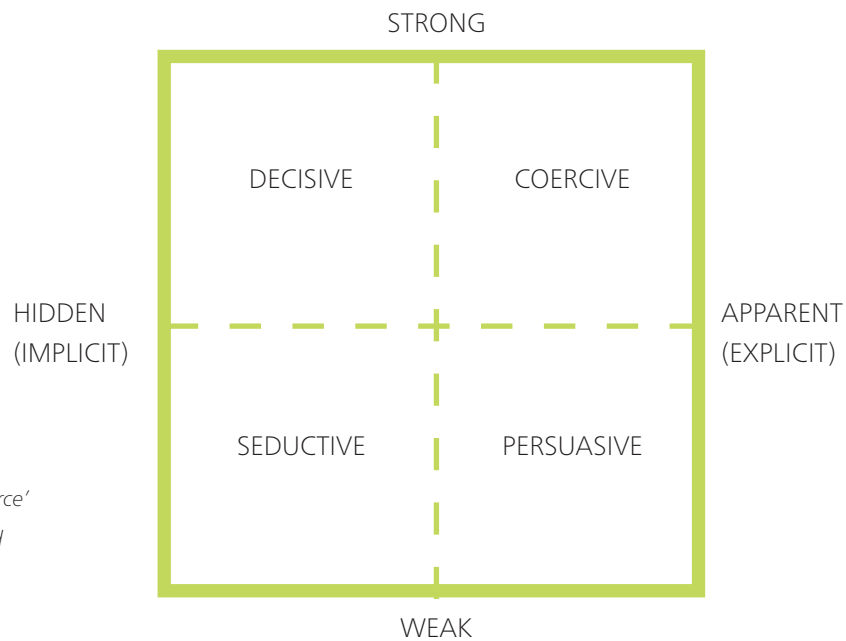 STRONG
DECISIVE
COERCIVE
HIDDEN
(IMPLICIT)
APPARENT
(EXPLICIT)
SEDUCTIVE
PERSUASIVE
WEAK